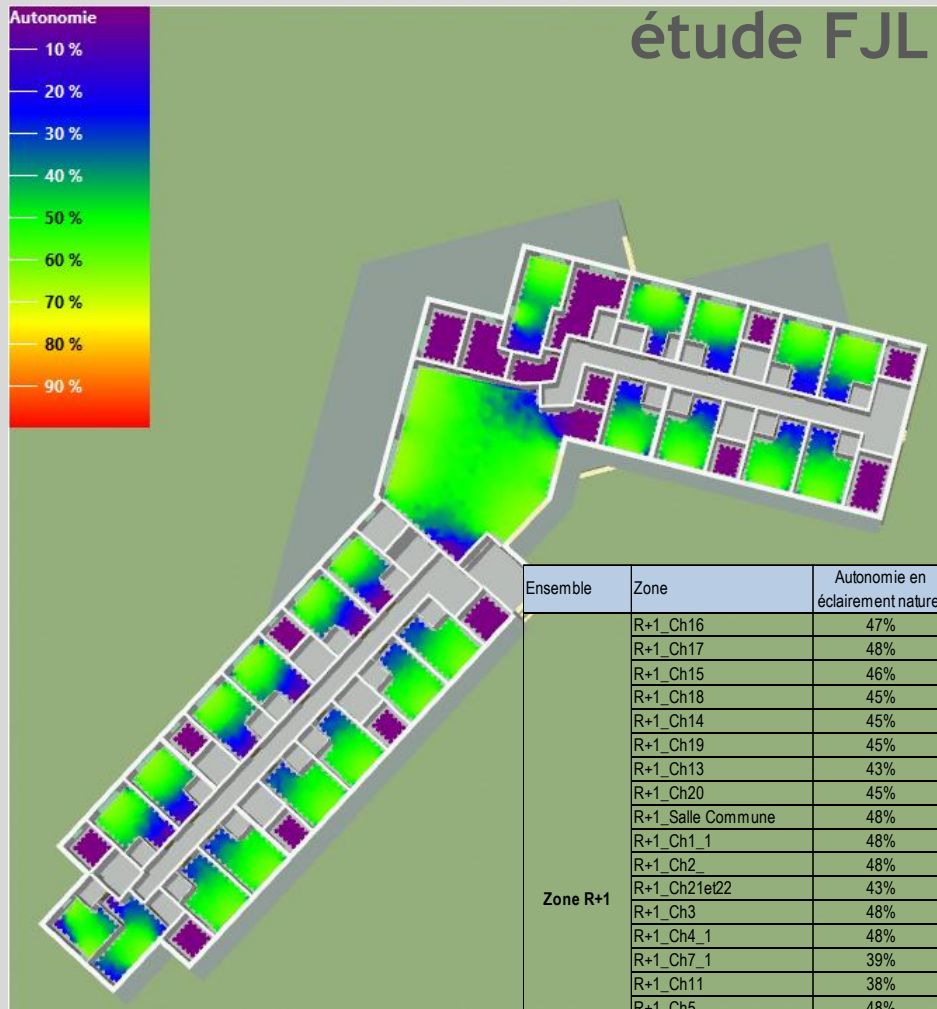 étude FJL
Autonomie
10 %
20 %
30 %
40 %
50 %
60 %
70 %
80 %
90 %
Ensemble Zone Autonomie en
éclairement nature
R+1_Ch16 47%
R+1_Ch17 48%
R+1_Ch15 46%
R+1_Ch18 45%
R+1_Ch14 45%
R+1_Ch19 45%
R+1_Ch13 43%
R+1_Ch20 45%
R+1_Salle Commune 48%
R+1_Ch1_1 48%
R+1_Ch2_ 48%
Zone R+1 R+1_Ch21et22 43%
R+1_Ch3 48%
R+1_Ch4_1 48%
R+1_Ch7_1 39%
R+1_Ch11 38%
R+1_Ch5 48%